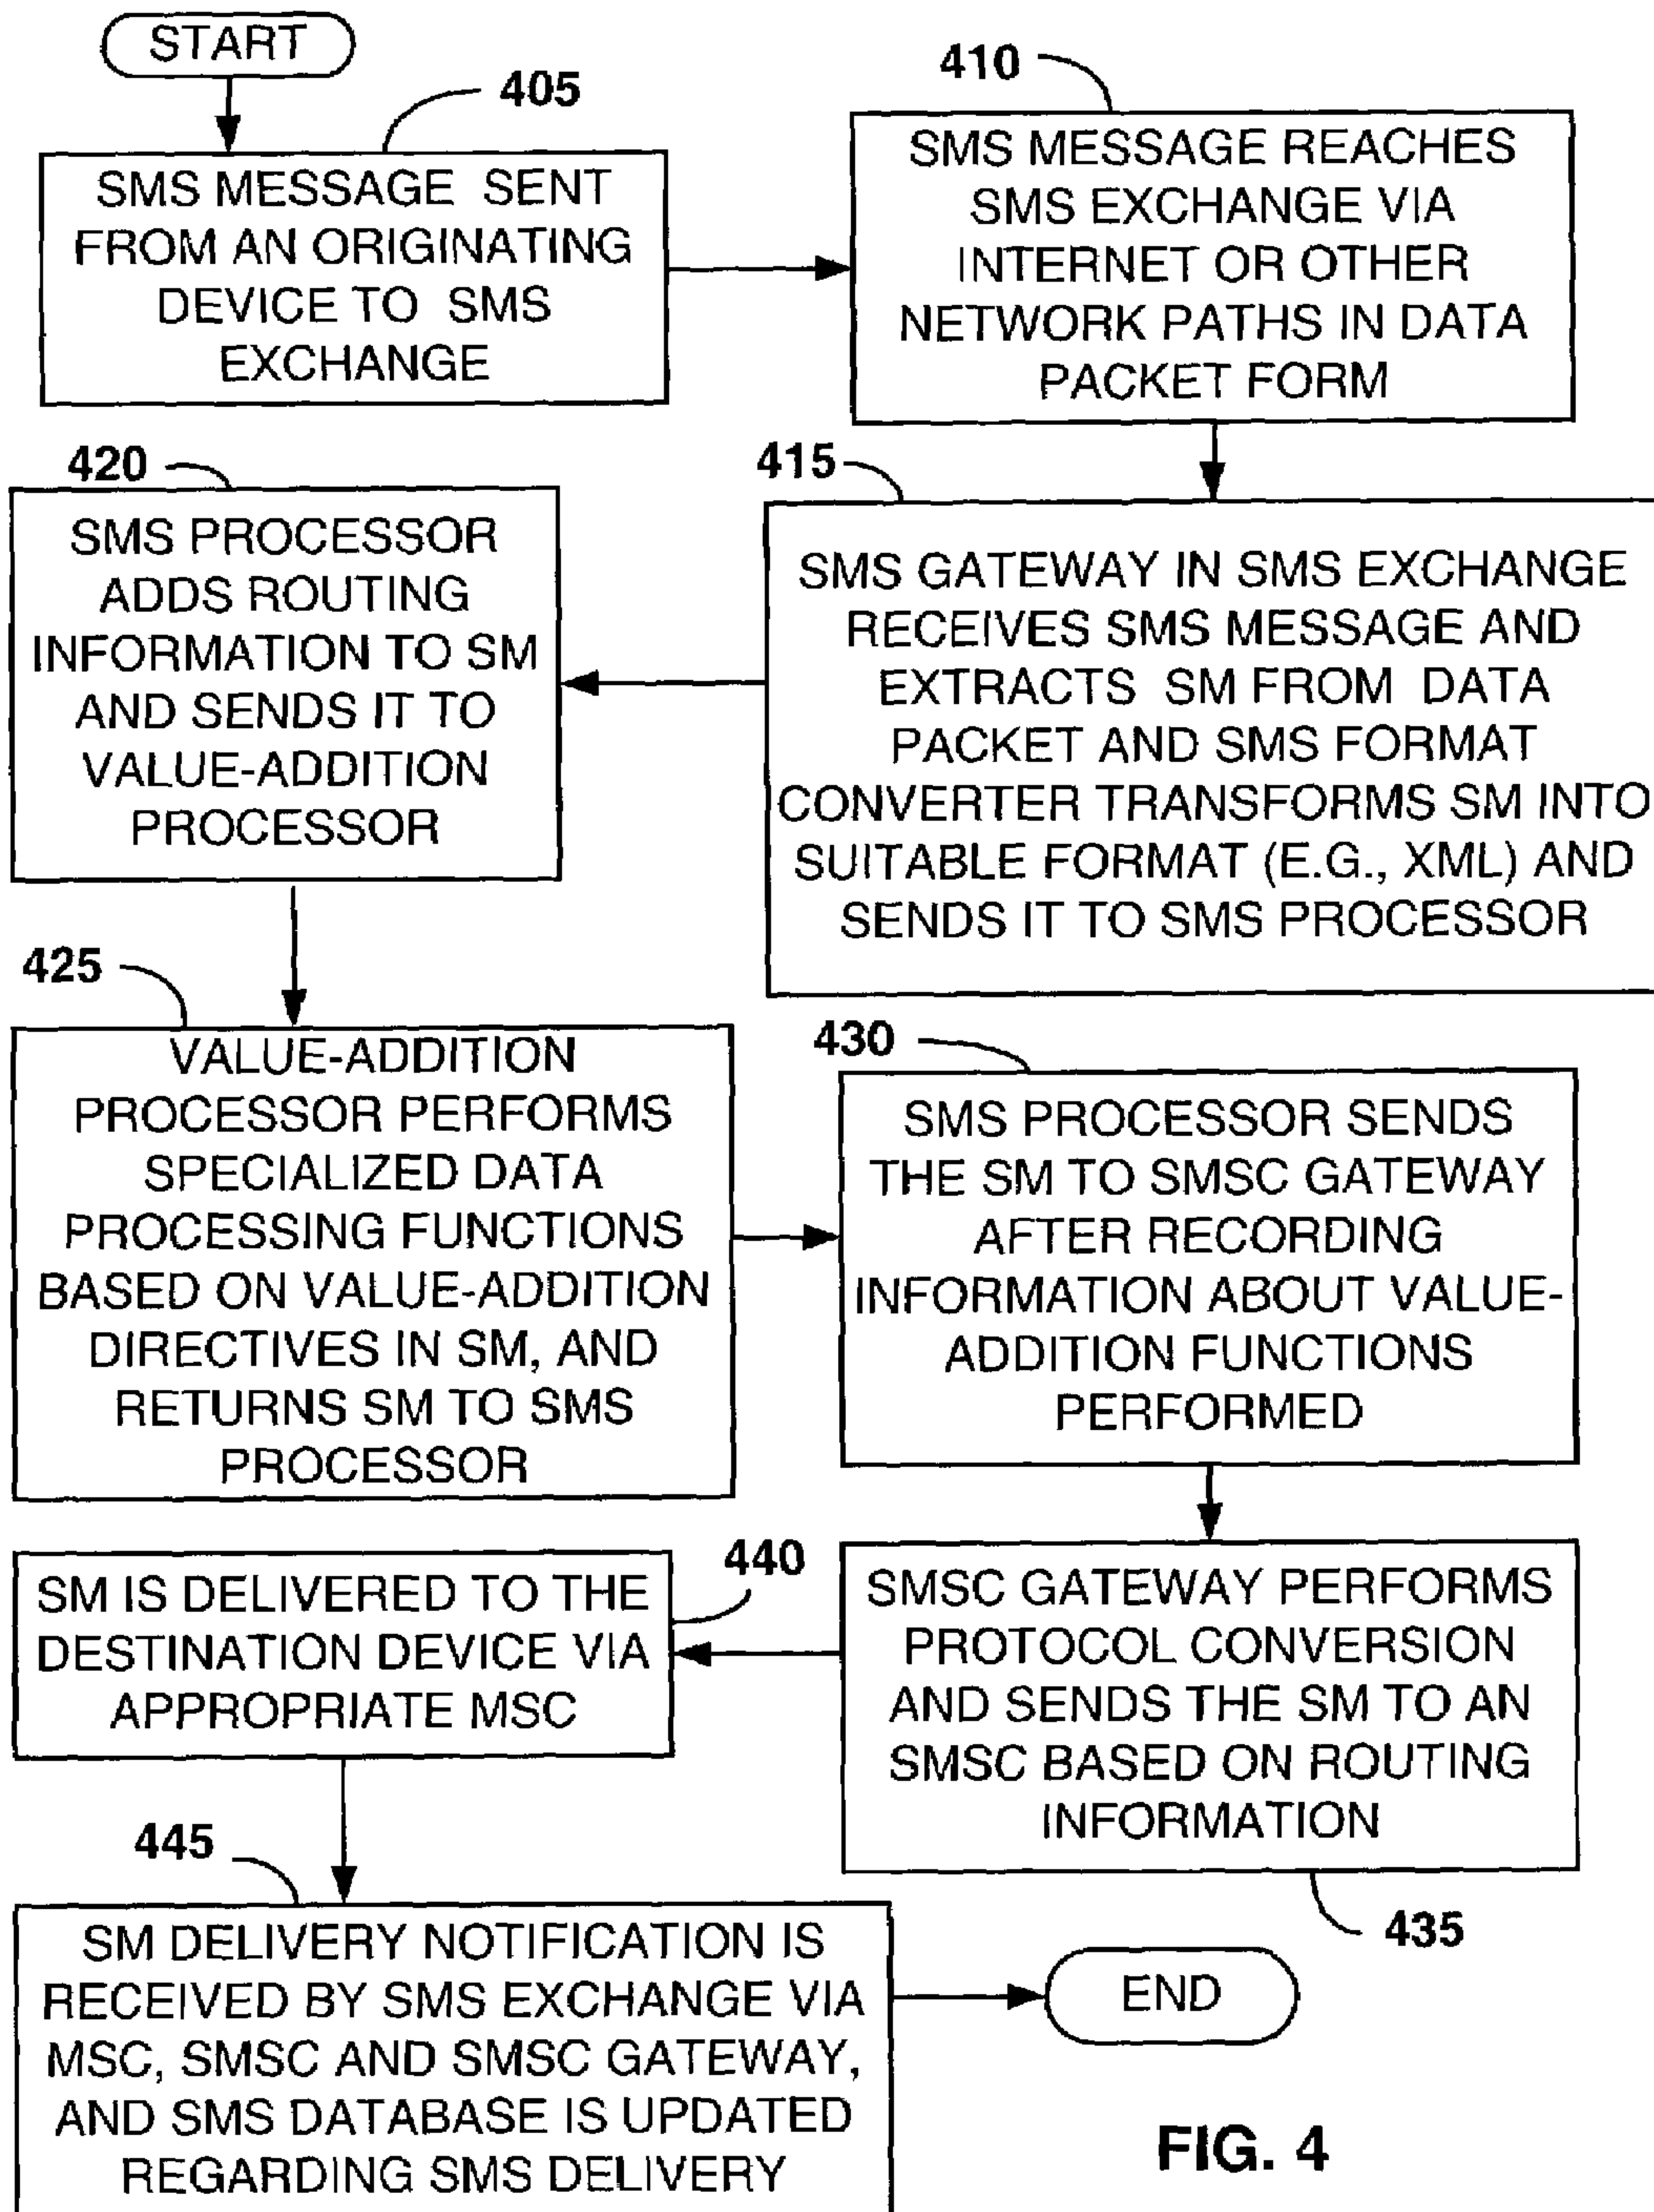 START
405
SMS MESSAGE SENT
FROM AN ORIGINATING
DEVICE TO SMS
EXCHANGE
410
SMS MESSAGE REACHES
SMS EXCHANGE VIA
INTERNET OR OTHER
NETWORK PATHS IN DATA
PACKET FORM
415
SMS GATEWAY IN SMS EXCHANGE
RECEIVES SMS MESSAGE AND
EXTRACTS SM FROM DATA
PACKET AND SMS FORMAT
CONVERTER TRANSFORMS SM INTO
SUITABLE FORMAT (E.G., XML) AND
SENDS IT TO SMS PROCESSOR
420
SMS PROCESSOR
ADDS ROUTING
INFORMATION TO SM
AND SENDS IT TO
VALUE-ADDITION
PROCESSOR
425
VALUE-ADDITION
PROCESSOR PERFORMS
SPECIALIZED DATA
PROCESSING FUNCTIONS
BASED ON VALUE-ADDITION
DIRECTIVES IN SM, AND
RETURNS SM TO SMS
PROCESSOR
430
SMS PROCESSOR SENDS
THE SM TO SMSC GATEWAY
AFTER RECORDING
INFORMATION ABOUT VALUE-
ADDITION FUNCTIONS
PERFORMED
SMSC GATEWAY PERFORMS
PROTOCOL CONVERSION
AND SENDS THE SM TO AN
SMSC BASED ON ROUTING
INFORMATION
435
440
SM IS DELIVERED TO THE
DESTINATION DEVICE VIA
APPROPRIATE MSC
445
SM DELIVERY NOTIFICATION IS
RECEIVED BY SMS EXCHANGE VIA
MSC, SMSC AND SMSC GATEWAY,
AND SMS DATABASE IS UPDATED
REGARDING SMS DELIVERY
END
FIG. 4